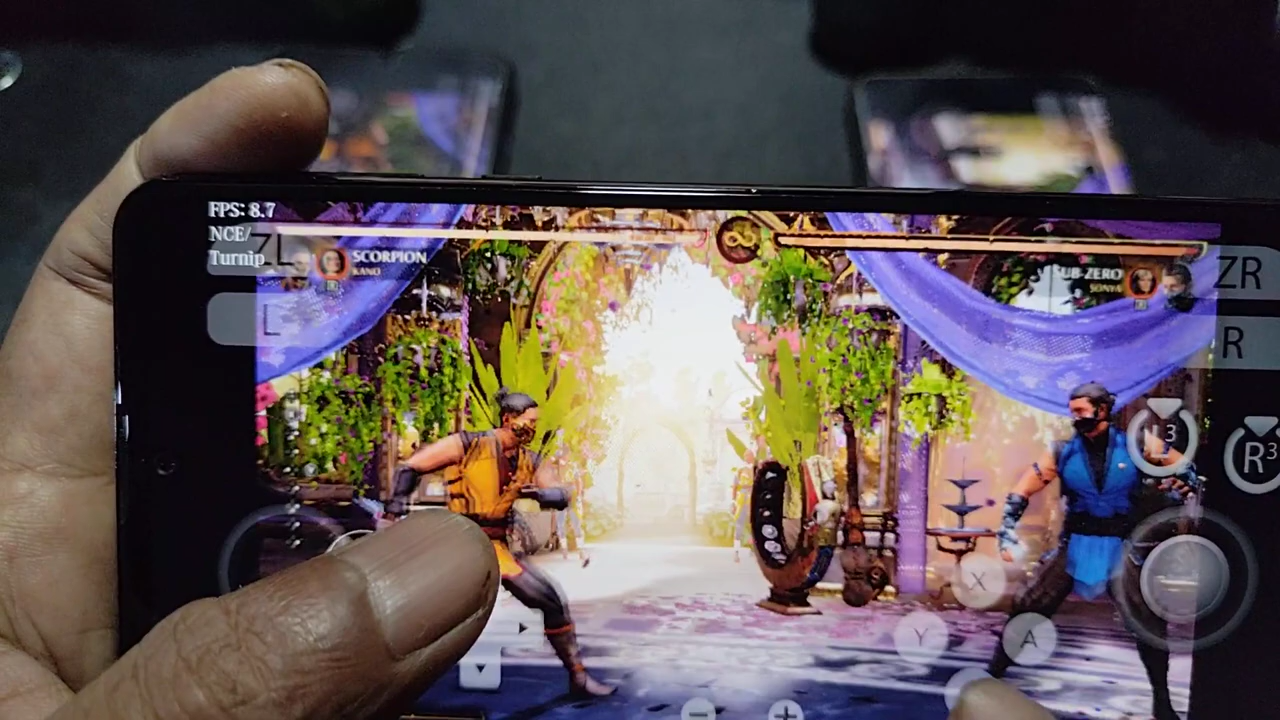 FPS: 8.7
NCE/
Turnip
ZL
SCORPION
KANO
SUB-ZERO
SONYA
ZR
L
R
L3
R3
X
Y
A